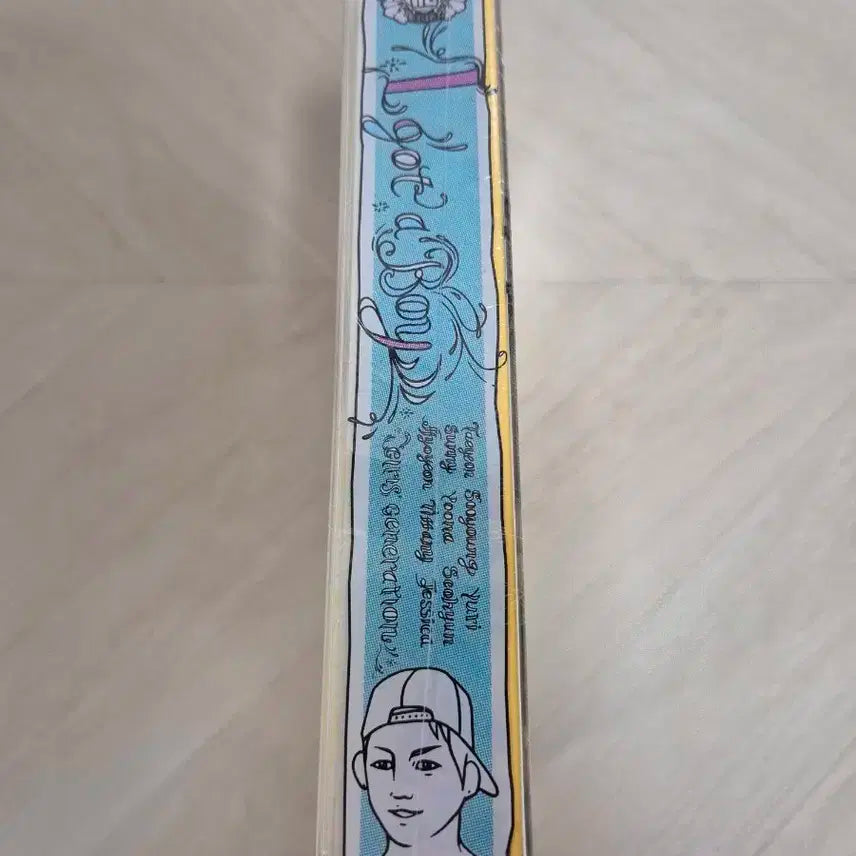 I got a Boy
Taeyeon Sooyoung Yuri
Sunny Yoona Seohyun
Hyoyeon Tiffany Jessica
Girls' Generation